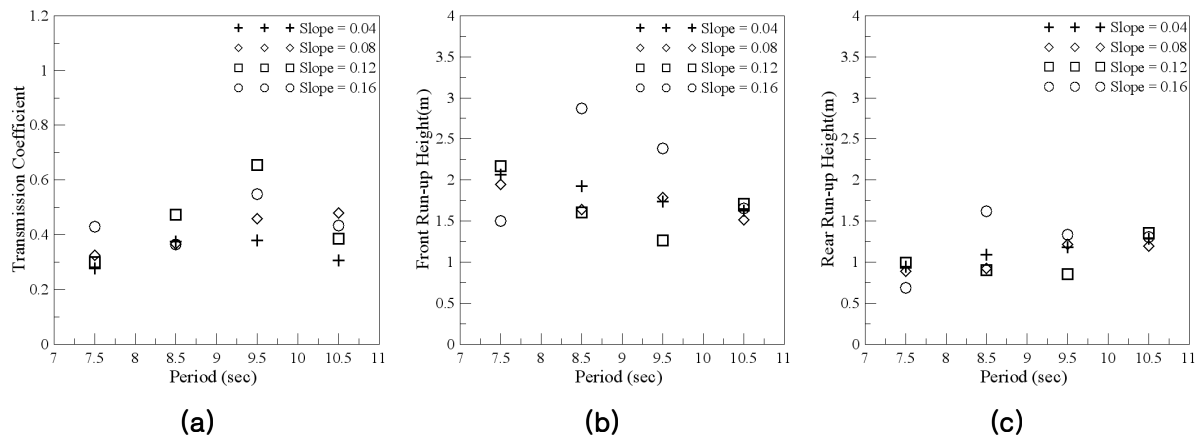 1.2
1
0.8
0.6
0.4
0.2
0
Transmission Coefficient
Slope = 0.04
Slope = 0.08
Slope = 0.12
Slope = 0.16
7 7.5 8 8.5 9 9.5 10 10.5 11
Period (sec)
(a)
4
3.5
3
2.5
2
1.5
1
0.5
0
Front Run-up Height(m)
Slope = 0.04
Slope = 0.08
Slope = 0.12
Slope = 0.16
7 7.5 8 8.5 9 9.5 10 10.5 11
Period (sec)
(b)
4
3.5
3
2.5
2
1.5
1
0.5
0
Rear Run-up Height(m)
Slope = 0.04
Slope = 0.08
Slope = 0.12
Slope = 0.16
7 7.5 8 8.5 9 9.5 10 10.5 11
Period (sec)
(c)